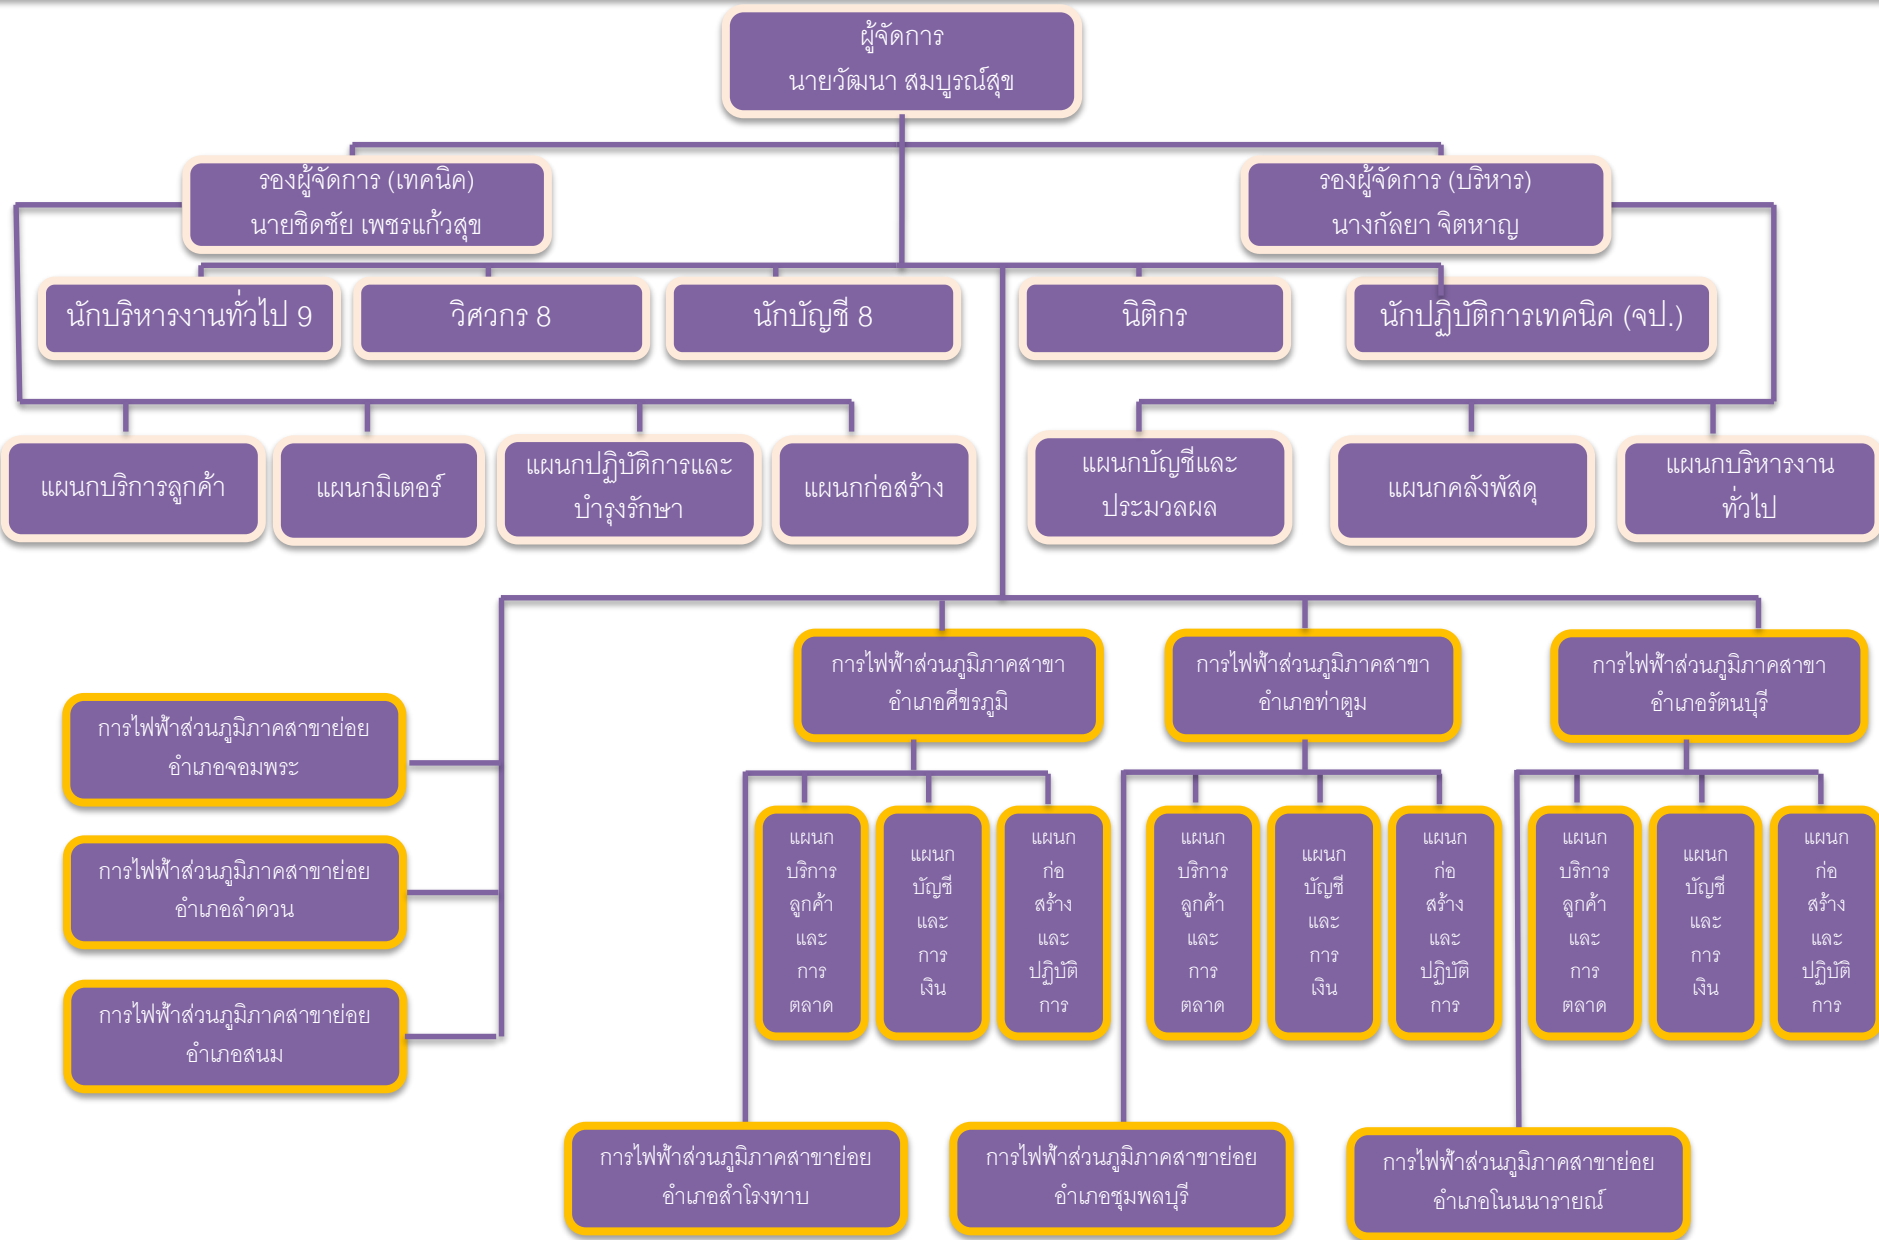 ผู้จัดการ
นายวัฒนา สมบูรณ์สุข
รองผู้จัดการ (เทคนิค)
นายชิดชัย เพชรแก้วสุข
รองผู้จัดการ (บริหาร)
นางกัลยา จิตหาญ
นักบริหารงานทั่วไป 9
วิศวกร 8
นักบัญชี 8
นิติกร
นักปฏิบัติการเทคนิค (จป.)
แผนกบริการลูกค้า
แผนกมิเตอร์
แผนกปฏิบัติการและ
บำรุงรักษา
แผนกก่อสร้าง
แผนกบัญชีและ
ประมวลผล
แผนกคลังพัสดุ
แผนกบริหารงาน
ทั่วไป
การไฟฟ้าส่วนภูมิภาคสาขา
อำเภอศีขรภูมิ
การไฟฟ้าส่วนภูมิภาคสาขา
อำเภอท่าตูม
การไฟฟ้าส่วนภูมิภาคสาขา
อำเภอรัตนบุรี
การไฟฟ้าส่วนภูมิภาคสาขาย่อย
อำเภอจอมพระ
การไฟฟ้าส่วนภูมิภาคสาขาย่อย
อำเภอลำดวน
การไฟฟ้าส่วนภูมิภาคสาขาย่อย
อำเภอสนม
แผนก
บริการ
ลูกค้า
และ
การ
ตลาด
แผนก
บัญชี
และ
การ
เงิน
แผนก
ก่อ
สร้าง
และ
ปฏิบัติ
การ
แผนก
บริการ
ลูกค้า
และ
การ
ตลาด
แผนก
บัญชี
และ
การ
เงิน
แผนก
ก่อ
สร้าง
และ
ปฏิบัติ
การ
แผนก
บริการ
ลูกค้า
และ
การ
ตลาด
แผนก
บัญชี
และ
การ
เงิน
แผนก
ก่อ
สร้าง
และ
ปฏิบัติ
การ
การไฟฟ้าส่วนภูมิภาคสาขาย่อย
อำเภอสำโรงทาบ
การไฟฟ้าส่วนภูมิภาคสาขาย่อย
อำเภอชุมพลบุรี
การไฟฟ้าส่วนภูมิภาคสาขาย่อย
อำเภอโนนนารายณ์